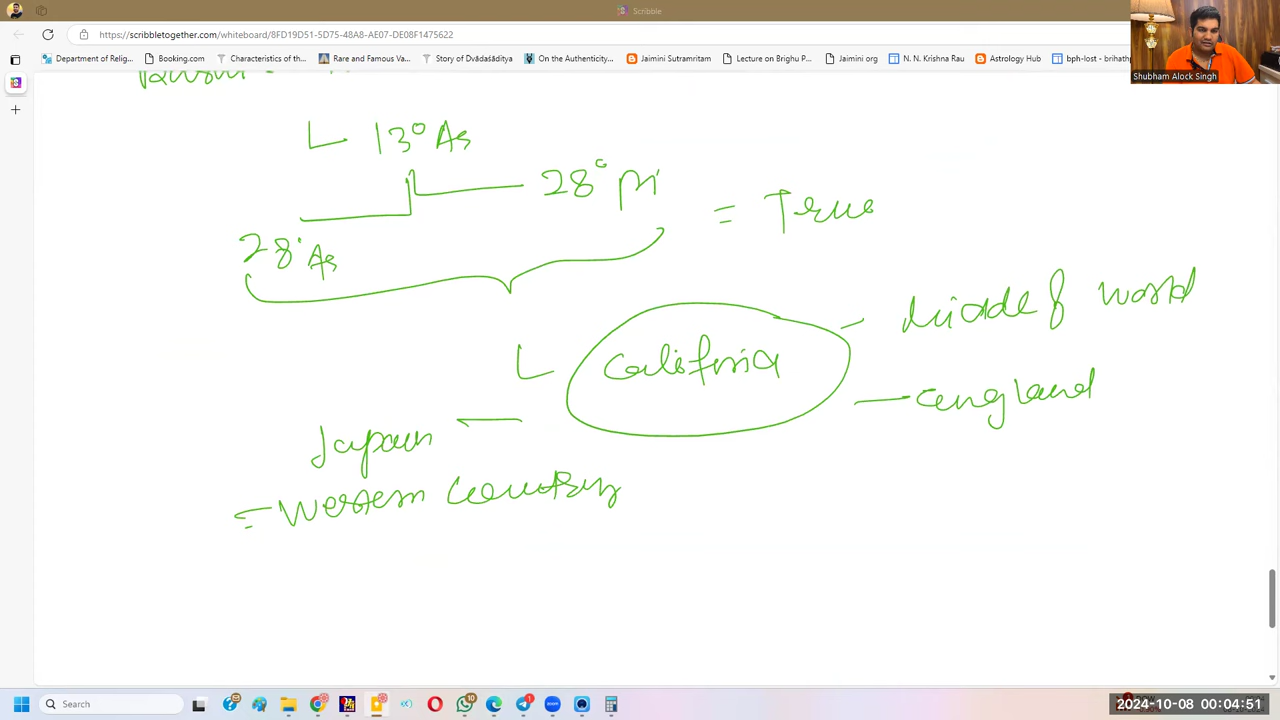 Scribble
https://scribbletogether.com/whiteboard/8FD19D51-5D75-48A8-AE07-DE08F1475622
Department of Relig... Booking.com Characteristics of t... Rare and Famous Va... Story of Dvādaśāditya On the Authenticity... Jaimini Sutramritam Lecture on Brighu P... Jaimini org N. N. Krishna Rau Astrology Hub bph-lost - brihathp
Shubham Alock Singh
L 13° As
28° Pi
= True
28° As
Middle of world
L California
england
Japan
= Western Country
Search
2024-10-08 00:04:51